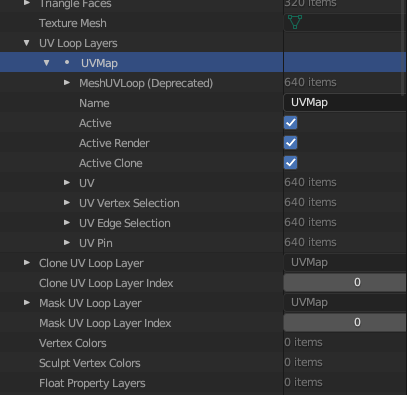 Triangle Faces 320 items
Texture Mesh
UV Loop Layers
UVMap
MeshUVLoop (Deprecated) 640 items
Name UVMap
Active
Active Render
Active Clone
UV 640 items
UV Vertex Selection 640 items
UV Edge Selection 640 items
UV Pin 640 items
Clone UV Loop Layer UVMap
Clone UV Loop Layer Index 0
Mask UV Loop Layer UVMap
Mask UV Loop Layer Index 0
Vertex Colors 0 items
Sculpt Vertex Colors 0 items
Float Property Layers 0 items